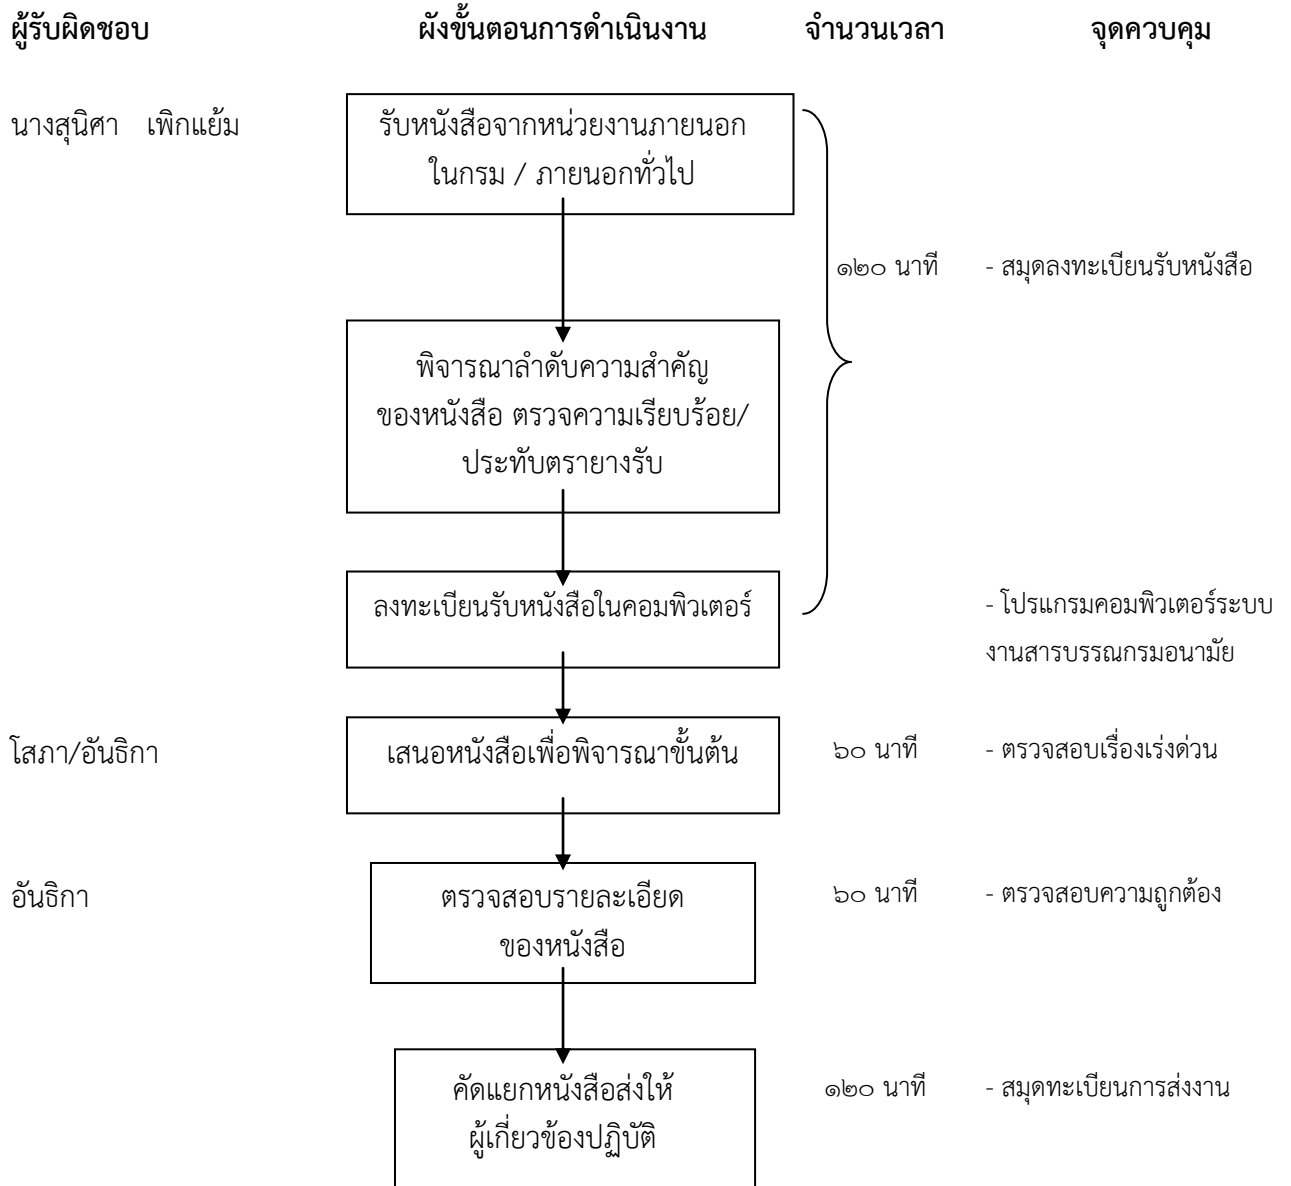 ผู้รับผิดชอบ ผังขั้นตอนการดำเนินงาน จำนวนเวลา จุดควบคุม
นางสุนิศา เพิกแย้ม รับหนังสือจากหน่วยงานภายนอก
ในกรม / ภายนอกทั่วไป
๑๒๐ นาที - สมุดลงทะเบียนรับหนังสือ
พิจารณาลำดับความสำคัญ
ของหนังสือ ตรวจความเรียบร้อย/
ประทับตรายางรับ
ลงทะเบียนรับหนังสือในคอมพิวเตอร์ - โปรแกรมคอมพิวเตอร์ระบบ
งานสารบรรณกรมอนามัย
โสภา/อันธิกา เสนอหนังสือเพื่อพิจารณาขั้นต้น ๖๐ นาที - ตรวจสอบเรื่องเร่งด่วน
อันธิกา ตรวจสอบรายละเอียด ๖๐ นาที - ตรวจสอบความถูกต้อง
ของหนังสือ
คัดแยกหนังสือส่งให้ ๑๒๐ นาที - สมุดทะเบียนการส่งงาน
ผู้เกี่ยวข้องปฏิบัติ